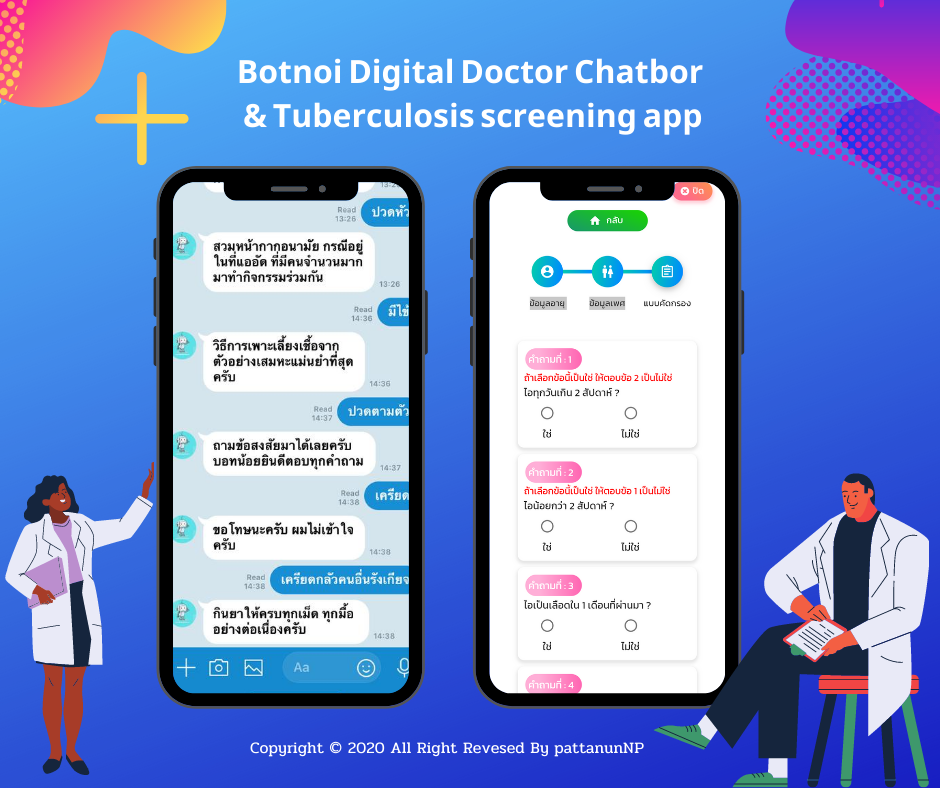 Botnoi Digital Doctor Chatbor
& Tuberculosis screening app
Read
13:26
ปวดหัว
สวมหน้ากากอนามัย กรณีอยู่
ในที่แออัด ที่มีคนจำนวนมาก
มาทำกิจกรรมร่วมกัน
13:26
Read
14:36
มีไข้
วิธีการเพาะเลี้ยงเชื้อจาก
ตัวอย่างเสมหะแม่นยำที่สุด
ครับ
14:36
Read
14:37
ปวดตามตัว
ถามข้อสงสัยมาได้เลยครับ
บอทน้อยยินดีตอบทุกคำถาม
14:37
Read
14:38
เครียด
ขอโทษนะครับ ผมไม่เข้าใจ
ครับ
14:38
Read
14:38
เครียดกลัวคนอื่นรังเกียจ
กินยาให้ครบทุกเม็ด ทุกมื้อ
อย่างต่อเนื่องครับ
14:38
Aa
ปิด
กลับ
ข้อมูลอายุ
ข้อมูลเพศ
แบบคัดกรอง
คำถามที่ : 1
ถ้าเลือกข้อนี้เป็นใช่ ให้ตอบข้อ 2 เป็นไม่ใช่
ไอทุกวันเกิน 2 สัปดาห์ ?
ใช่
ไม่ใช่
คำถามที่ : 2
ถ้าเลือกข้อนี้เป็นใช่ ให้ตอบข้อ 1 เป็นไม่ใช่
ไอน้อยกว่า 2 สัปดาห์ ?
ใช่
ไม่ใช่
คำถามที่ : 3
ไอเป็นเลือดใน 1 เดือนที่ผ่านมา ?
ใช่
ไม่ใช่
คำถามที่ : 4
Copyright © 2020 All Right Revesed By pattanunNP